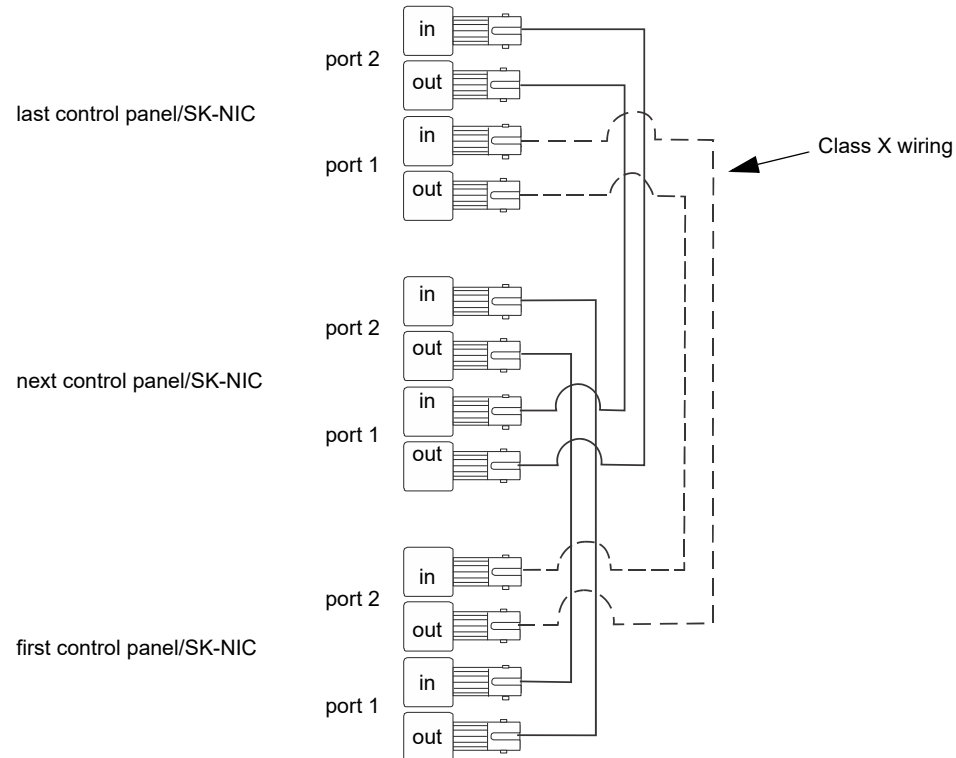 in
port 2
out
last control panel/SK-NIC
in
Class X wiring
port 1
out
in
port 2
out
next control panel/SK-NIC
in
port 1
out
in
port 2
out
first control panel/SK-NIC
in
port 1
out